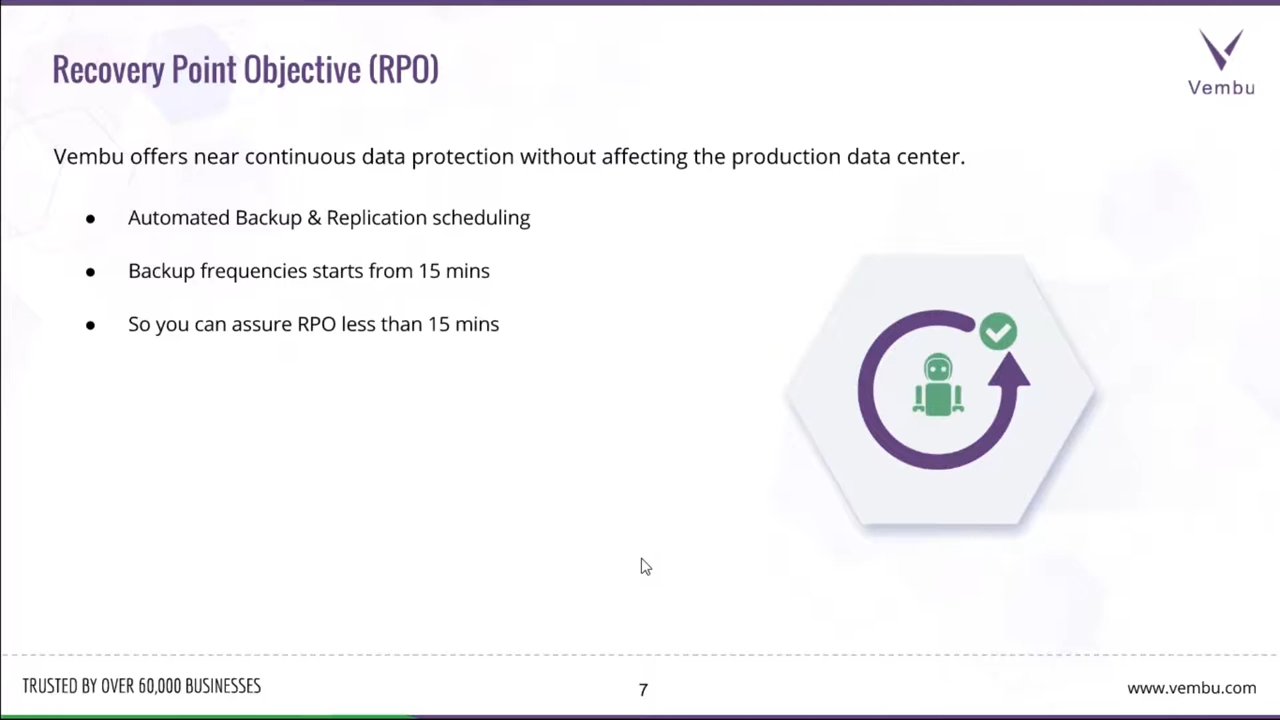 Recovery Point Objective (RPO)
Vembu
Vembu offers near continuous data protection without affecting the production data center.
● Automated Backup & Replication scheduling
● Backup frequencies starts from 15 mins
● So you can assure RPO less than 15 mins
TRUSTED BY OVER 60,000 BUSINESSES
7
www.vembu.com